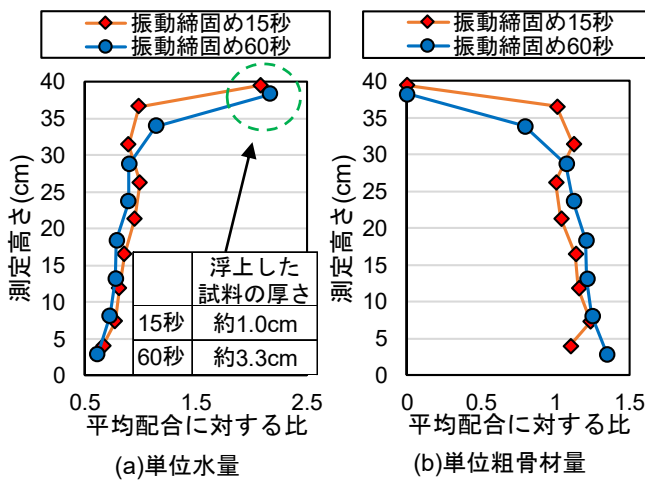 振動締固め15秒
振動締固め60秒
振動締固め15秒
振動締固め60秒
測定高さ(cm)
40
35
30
25
20
15
10
5
0
浮上した
試料の厚さ
15秒 約1.0cm
60秒 約3.3cm
0.5 1.5 2.5
平均配合に対する比
(a)単位水量
測定高さ(cm)
40
35
30
25
20
15
10
5
0
0 0.5 1 1.5
平均配合に対する比
(b)単位粗骨材量